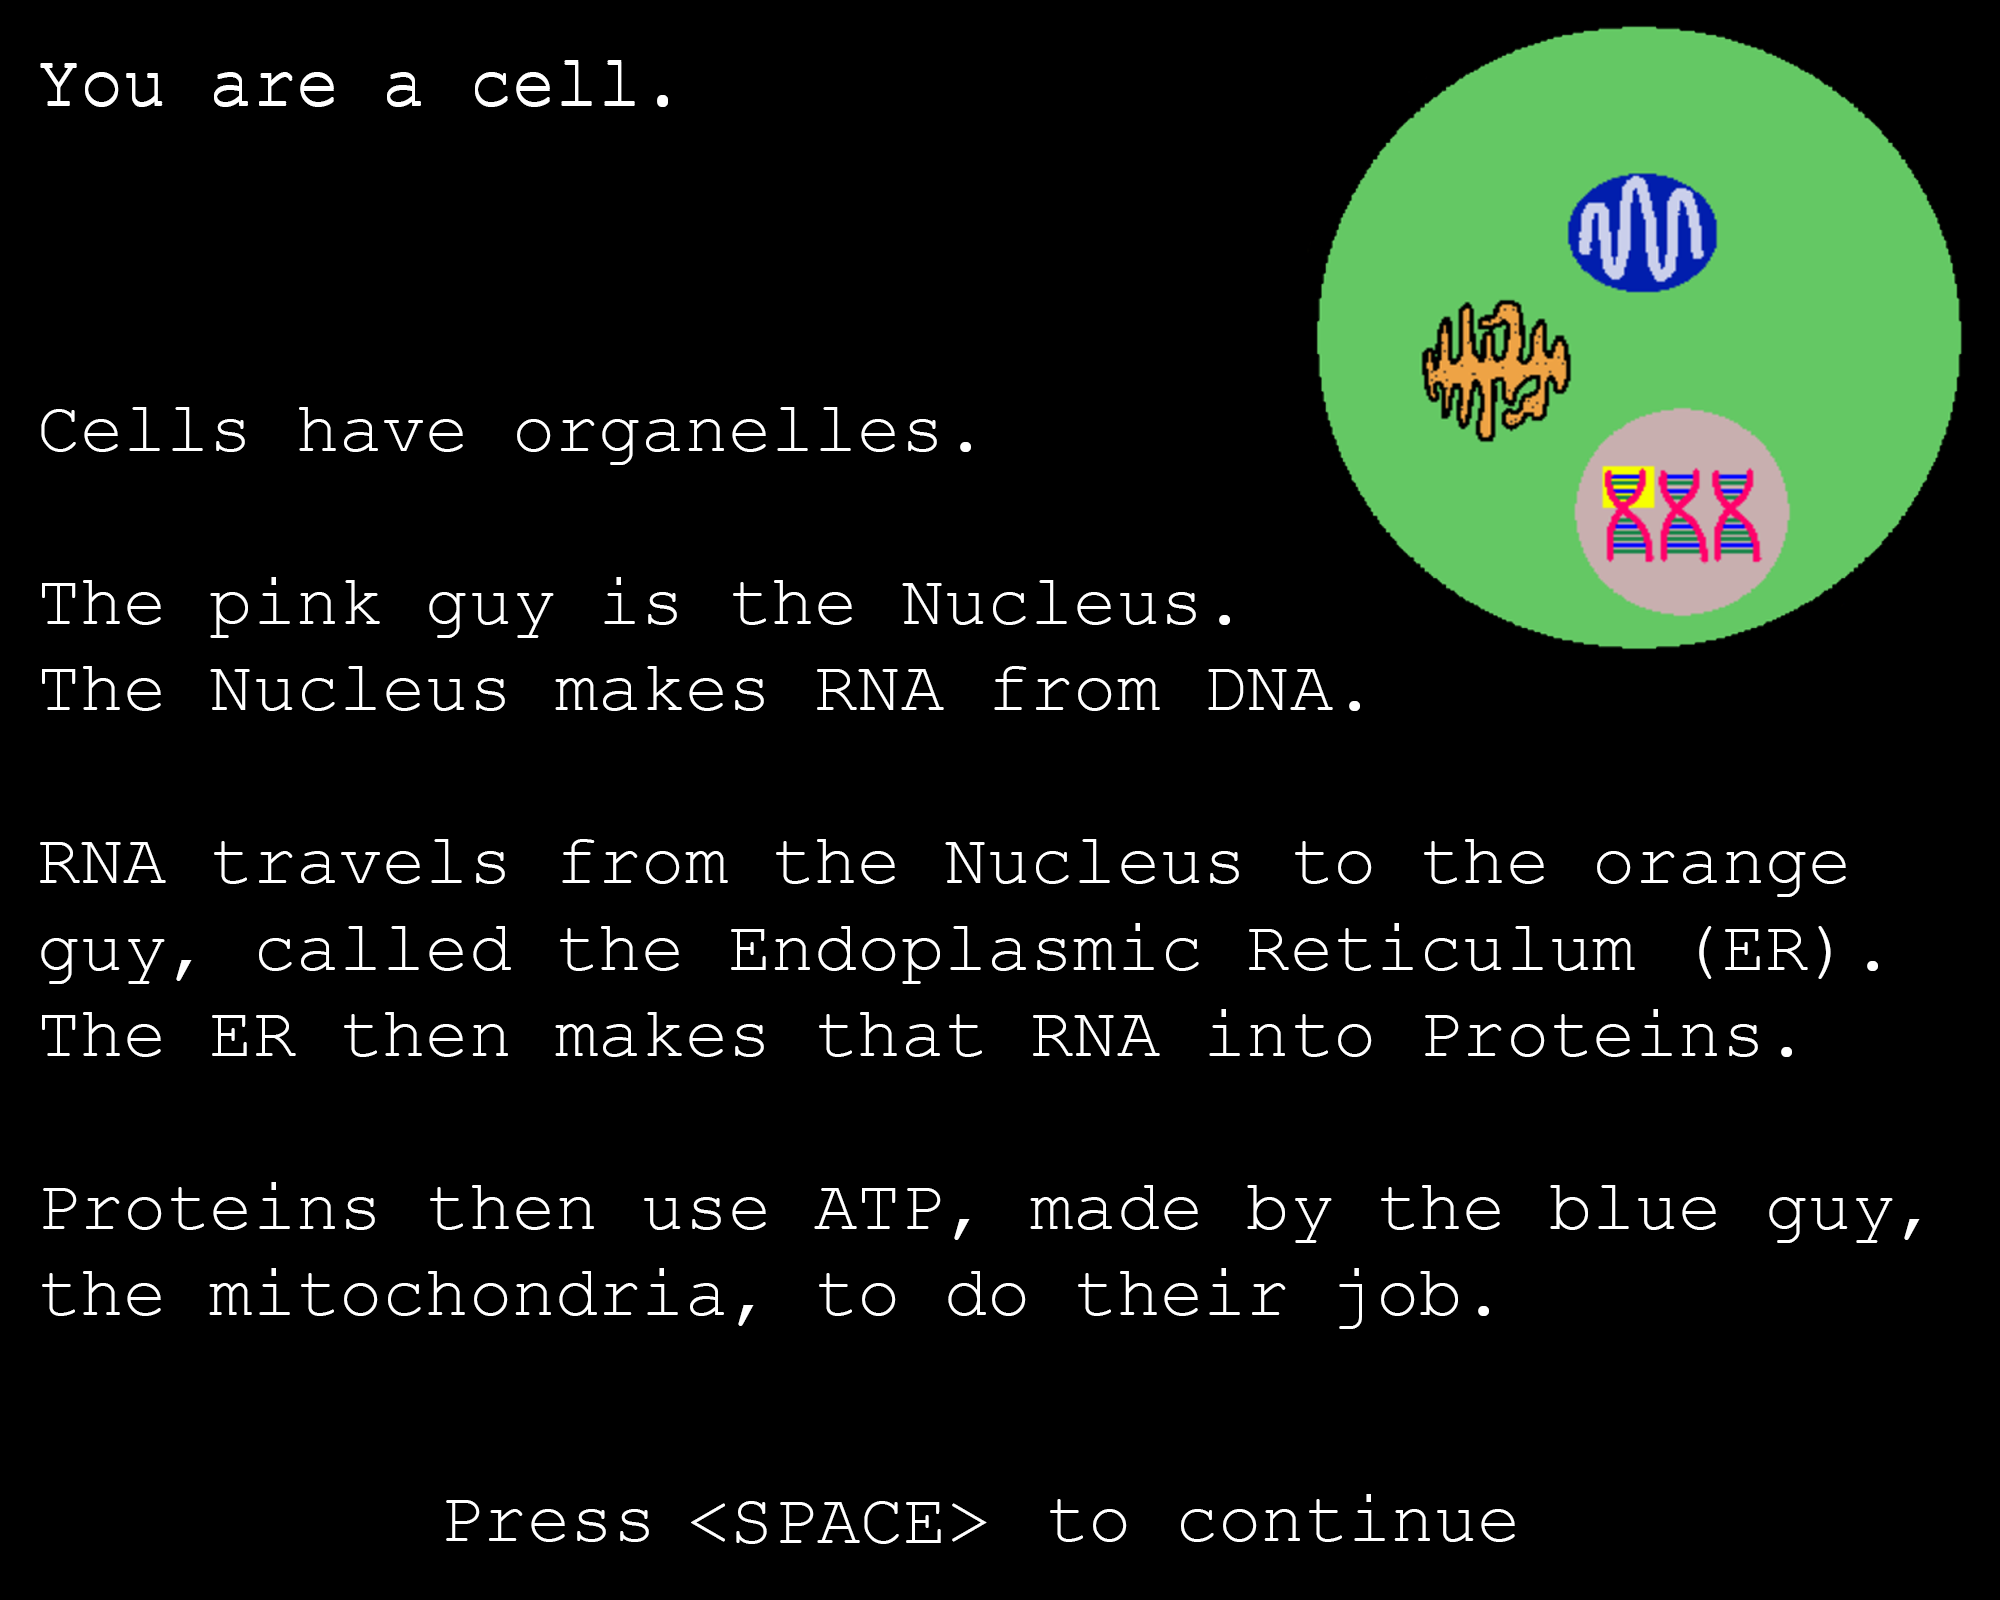 You are a cell.
Cells have organelles.
The pink guy is the Nucleus.
The Nucleus makes RNA from DNA.
RNA travels from the Nucleus to the orange
guy, called the Endoplasmic Reticulum (ER).
The ER then makes that RNA into Proteins.
Proteins then use ATP, made by the blue guy,
the mitochondria, to do their job.
Press <SPACE> to continue